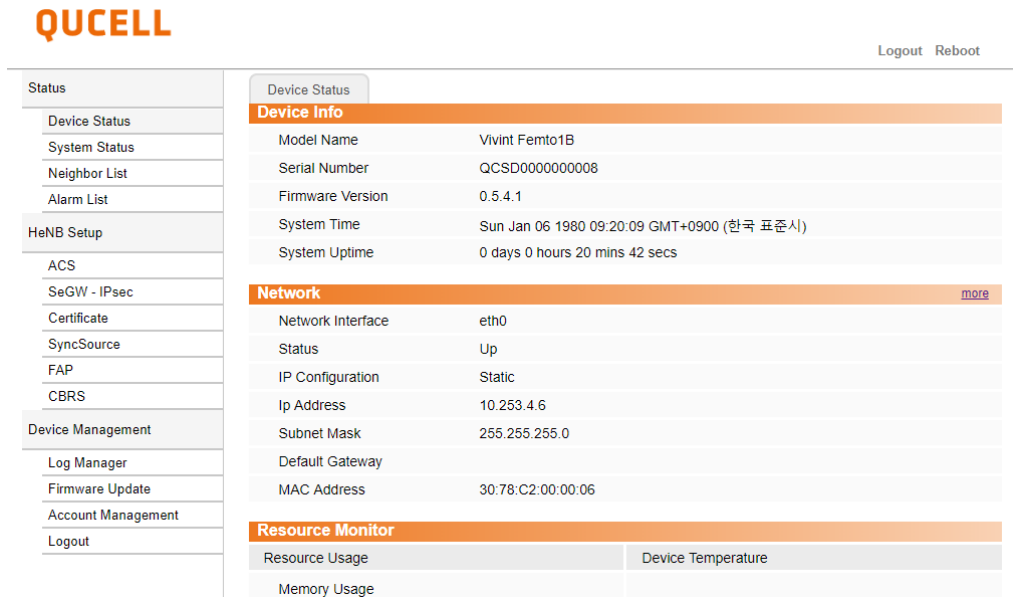 QUCELL
Logout Reboot
Status
Device Status
System Status
Neighbor List
Alarm List
HeNB Setup
ACS
SeGW - IPsec
Certificate
SyncSource
FAP
CBRS
Device Management
Log Manager
Firmware Update
Account Management
Logout
Device Status
Device Info
Model Name Vivint Femto1B
Serial Number QCSD0000000008
Firmware Version 0.5.4.1
System Time Sun Jan 06 1980 09:20:09 GMT+0900 (한국 표준시)
System Uptime 0 days 0 hours 20 mins 42 secs
Network more
Network Interface eth0
Status Up
IP Configuration Static
Ip Address 10.253.4.6
Subnet Mask 255.255.255.0
Default Gateway
MAC Address 30:78:C2:00:00:06
Resource Monitor
Resource Usage Device Temperature
Memory Usage